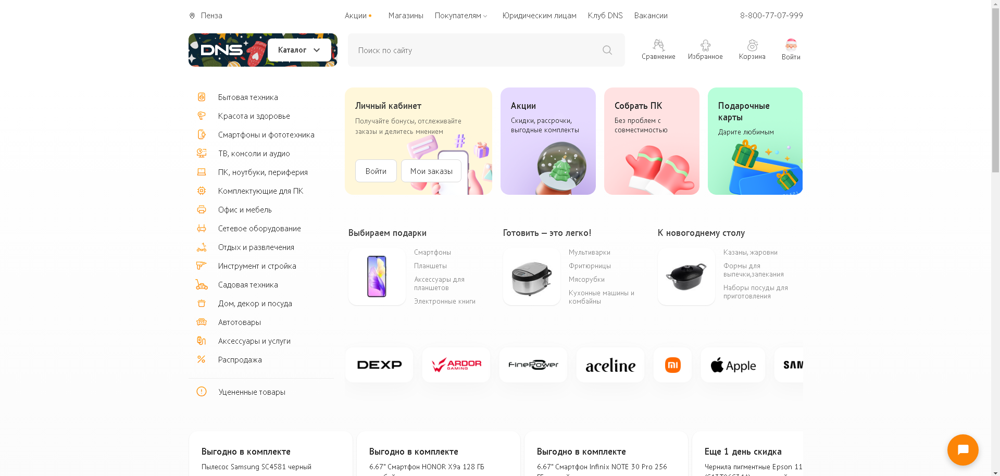 Пенза
Акции
Магазины
Покупателям
Юридическим лицам
Клуб DNS
Вакансии
8-800-77-07-999
DNS
Каталог
Поиск по сайту
Сравнение
Избранное
Корзина
Войти
Бытовая техника
Красота и здоровье
Смартфоны и фототехника
ТВ, консоли и аудио
ПК, ноутбуки, периферия
Комплектующие для ПК
Офис и мебель
Сетевое оборудование
Отдых и развлечения
Инструмент и стройка
Садовая техника
Дом, декор и посуда
Автотовары
Аксессуары и услуги
Распродажа
Уцененные товары
Личный кабинет
Получайте бонусы, отслеживайте
заказы и делитесь мнением
Войти
Мои заказы
Акции
Скидки, рассрочки,
выгодные комплекты
Собрать ПК
Без проблем с
совместимостью
Подарочные
карты
Дарите любимым
Выбираем подарки
Смартфоны
Планшеты
Аксессуары для
планшетов
Электронные книги
Готовить — это легко!
Мультиварки
Фритюрницы
Мясорубки
Кухонные машины и
комбайны
К новогоднему столу
Казаны, жаровни
Формы для
выпечки,запекания
Наборы посуды для
приготовления
DEXP
ARDOR
GAMING
FinePower
aceline
mi
Apple
SAM
Выгодно в комплекте
Пылесос Samsung SC4581 черный
Выгодно в комплекте
6.67" Смартфон HONOR X9a 128 ГБ
Выгодно в комплекте
6.67" Смартфон Infinix NOTE 30 Pro 256
Еще 1 день скидка
Чернила пигментные Epson 11